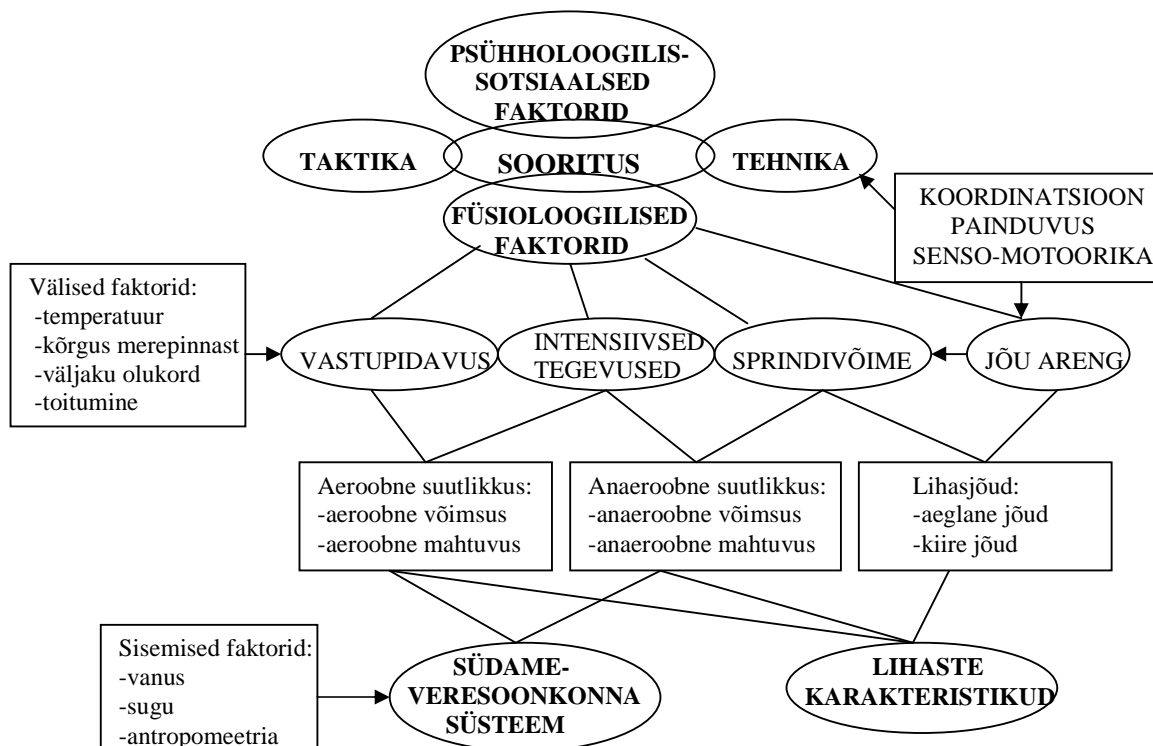 PSÜHHOLOOGILIS-
SOTSIAALSED
FAKTORID
TAKTIKA
SOORITUS
TEHNIKA
FÜSIOLOOGILISED
FAKTORID
KOORDINATSIOON
PAINDUVUS
SENSO-MOTOORIKA
Välised faktorid:
-temperatuur
-kõrgus merepinnast
-väljaku olukord
-toitumine
VASTUPIDAVUS
INTENSIIVSED
TEGEVUSED
SPRINDIVÕIME
JÕU ARENG
Aeroobne suutlikkus:
-aeroobne võimsus
-aeroobne mahtuvus
Anaeroobne suutlikkus:
-anaeroobne võimsus
-anaeroobne mahtuvus
Lihasjõud:
-aeglane jõud
-kiire jõud
Sisemised faktorid:
-vanus
-sugu
-antropomeetria
SÜDAME-
VERESOONKONNA
SÜSTEEM
LIHASTE
KARAKTERISTIKUD